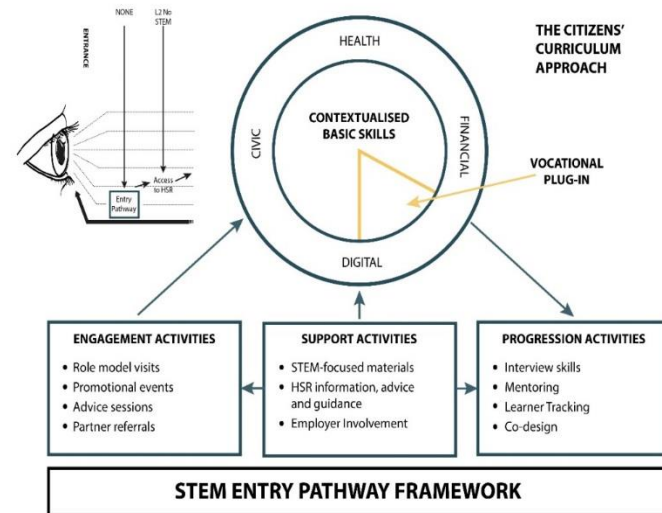 NONE
L2 No
STEM
ENTRANCE
Entry
Pathway
Access
to HSR
THE CITIZENS'
CURRICULUM
APPROACH
HEALTH
CIVIC
FINANCIAL
DIGITAL
CONTEXTUALISED
BASIC SKILLS
VOCATIONAL
PLUG-IN
ENGAGEMENT ACTIVITIES
• Role model visits
• Promotional events
• Advice sessions
• Partner referrals
SUPPORT ACTIVITIES
• STEM-focused materials
• HSR information, advice
and guidance
• Employer Involvement
PROGRESSION ACTIVITIES
• Interview skills
• Mentoring
• Learner Tracking
• Co-design
STEM ENTRY PATHWAY FRAMEWORK